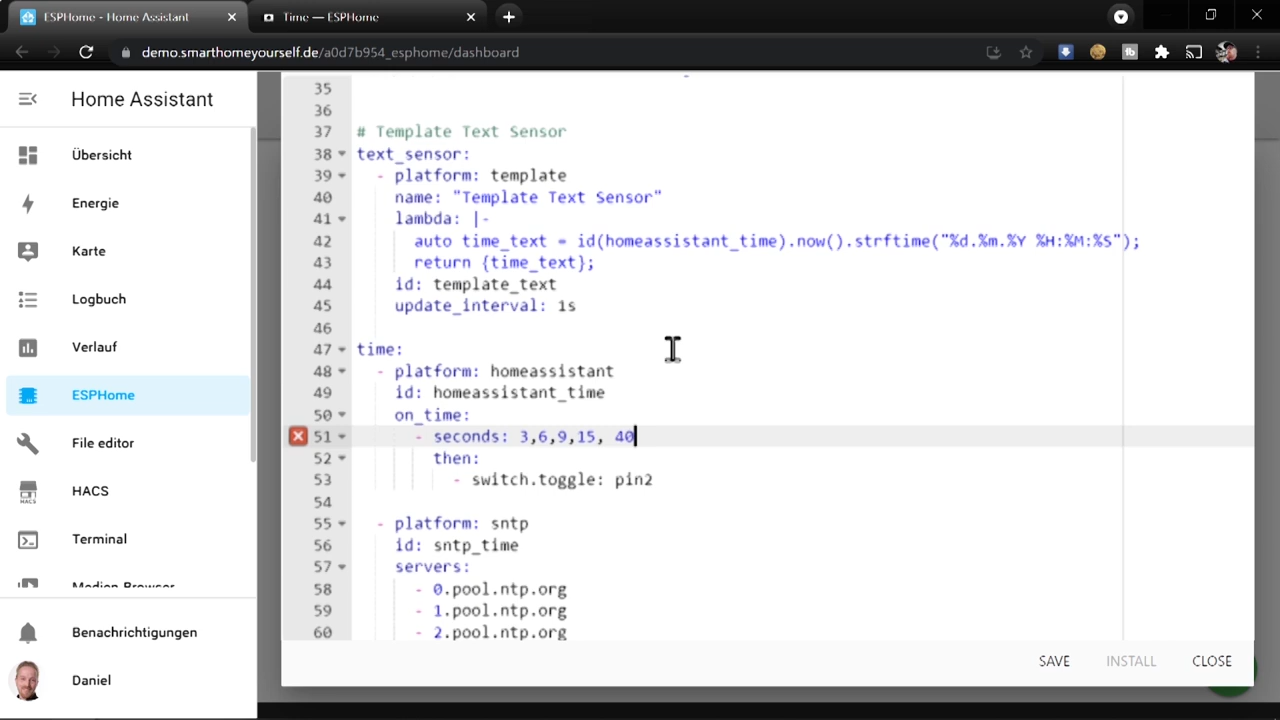 ESPHome - Home Assistant
Time — ESPHome
demo.smarthomeyourself.de/a0d7b954_esphome/dashboard
Home Assistant
Übersicht
Energie
Karte
Logbuch
Verlauf
ESPHome
File editor
HACS
HACS
Terminal
Medien Browser
Benachrichtigungen
Daniel
35
36
37 # Template Text Sensor
38 text_sensor:
39 - platform: template
40 name: "Template Text Sensor"
41 lambda: |-
42 auto time_text = id(homeassistant_time).now().strftime("%d.%m.%Y %H:%M:%S");
43 return {time_text};
44 id: template_text
45 update_interval: 1s
46
47 time:
48 - platform: homeassistant
49 id: homeassistant_time
50 on_time:
51 - seconds: 3,6,9,15, 40
52 then:
53 - switch.toggle: pin2
54
55 - platform: sntp
56 id: sntp_time
57 servers:
58 - 0.pool.ntp.org
59 - 1.pool.ntp.org
60 - 2.pool.ntp.org
SAVE INSTALL CLOSE